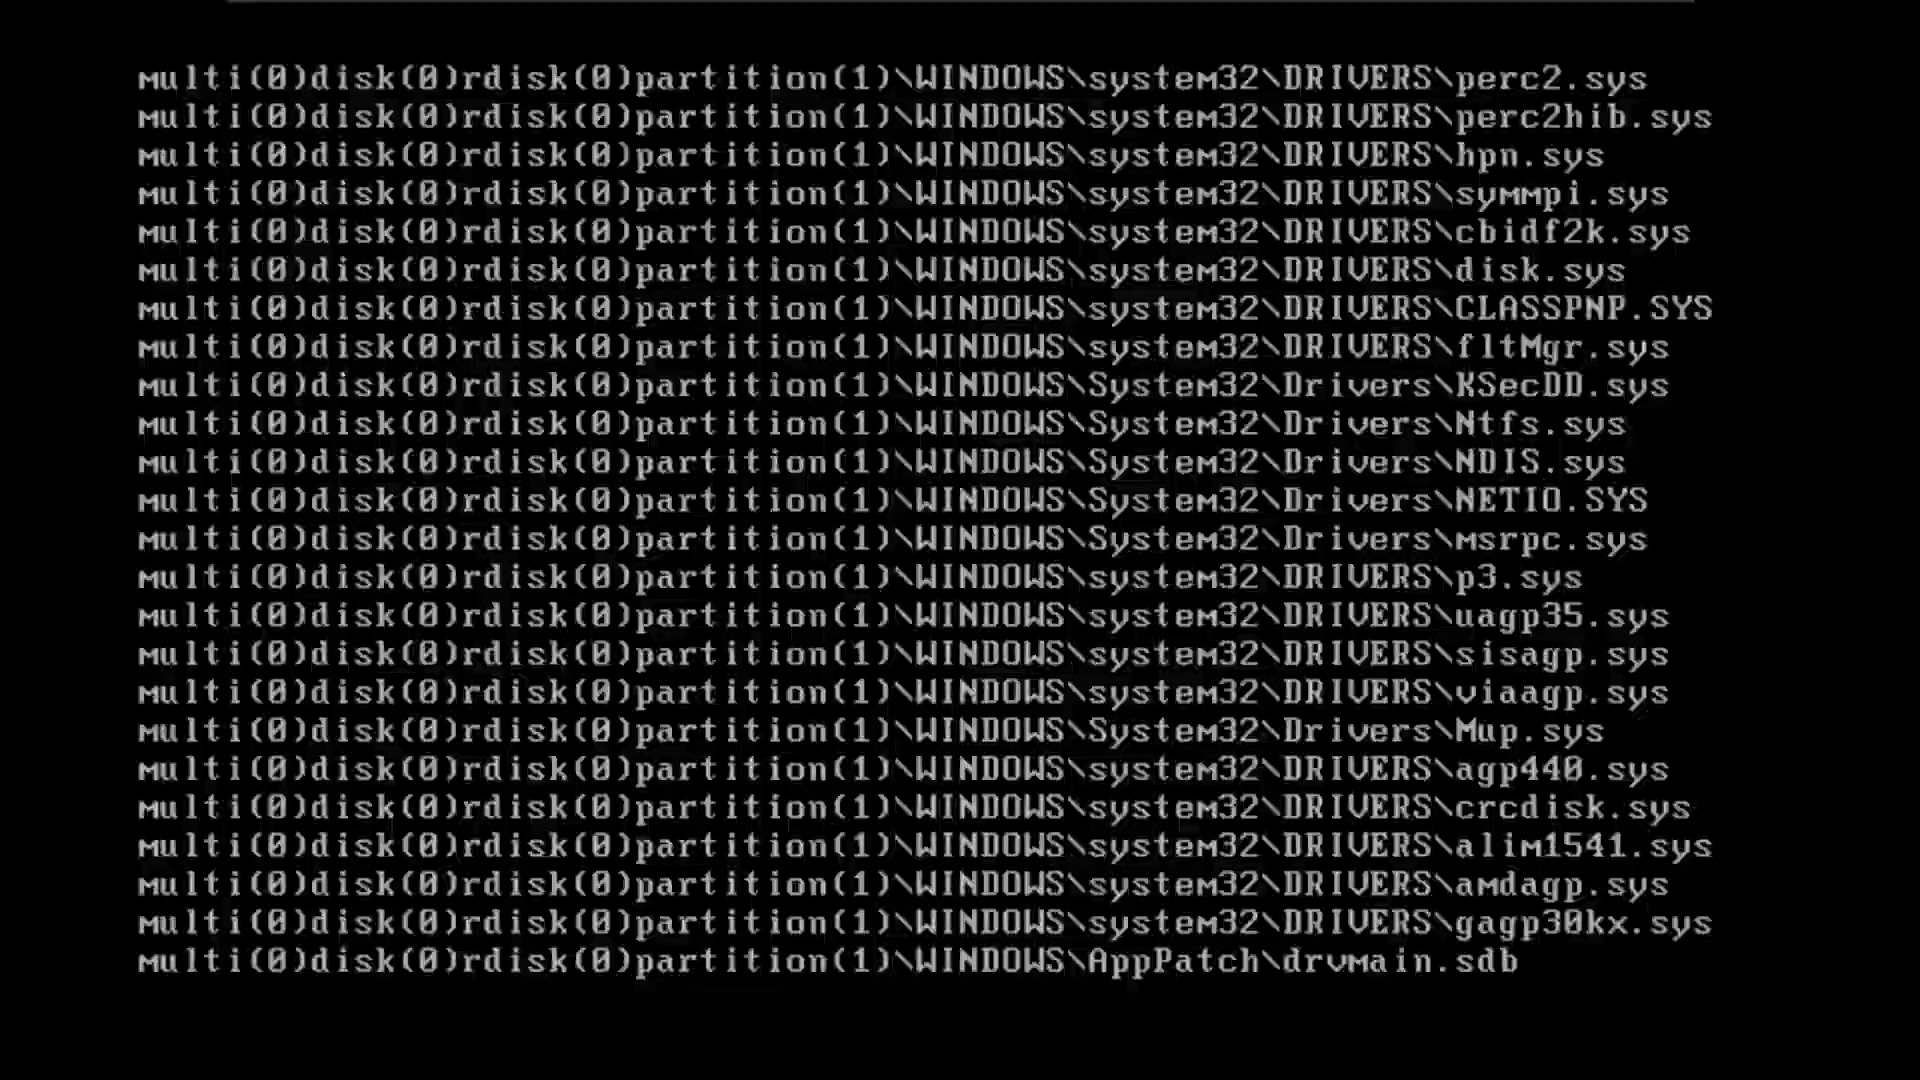 multi(0)disk(0)rdisk(0)partition(1)\WINDOWS\system32\DRIVERS\perc2.sys
multi(0)disk(0)rdisk(0)partition(1)\WINDOWS\system32\DRIVERS\perc2hib.sys
multi(0)disk(0)rdisk(0)partition(1)\WINDOWS\system32\DRIVERS\hpn.sys
multi(0)disk(0)rdisk(0)partition(1)\WINDOWS\system32\DRIVERS\symmpi.sys
multi(0)disk(0)rdisk(0)partition(1)\WINDOWS\system32\DRIVERS\cbidf2k.sys
multi(0)disk(0)rdisk(0)partition(1)\WINDOWS\system32\DRIVERS\disk.sys
multi(0)disk(0)rdisk(0)partition(1)\WINDOWS\system32\DRIVERS\CLASSPNP.SYS
multi(0)disk(0)rdisk(0)partition(1)\WINDOWS\system32\DRIVERS\fltMgr.sys
multi(0)disk(0)rdisk(0)partition(1)\WINDOWS\System32\Drivers\KSecDD.sys
multi(0)disk(0)rdisk(0)partition(1)\WINDOWS\System32\Drivers\Ntfs.sys
multi(0)disk(0)rdisk(0)partition(1)\WINDOWS\System32\Drivers\NDIS.sys
multi(0)disk(0)rdisk(0)partition(1)\WINDOWS\System32\Drivers\NETIO.SYS
multi(0)disk(0)rdisk(0)partition(1)\WINDOWS\System32\Drivers\msrpc.sys
multi(0)disk(0)rdisk(0)partition(1)\WINDOWS\system32\DRIVERS\p3.sys
multi(0)disk(0)rdisk(0)partition(1)\WINDOWS\system32\DRIVERS\uagp35.sys
multi(0)disk(0)rdisk(0)partition(1)\WINDOWS\system32\DRIVERS\sisagp.sys
multi(0)disk(0)rdisk(0)partition(1)\WINDOWS\system32\DRIVERS\viaagp.sys
multi(0)disk(0)rdisk(0)partition(1)\WINDOWS\System32\Drivers\Mup.sys
multi(0)disk(0)rdisk(0)partition(1)\WINDOWS\system32\DRIVERS\agp440.sys
multi(0)disk(0)rdisk(0)partition(1)\WINDOWS\system32\DRIVERS\crcdisk.sys
multi(0)disk(0)rdisk(0)partition(1)\WINDOWS\system32\DRIVERS\alim1541.sys
multi(0)disk(0)rdisk(0)partition(1)\WINDOWS\system32\DRIVERS\amdagp.sys
multi(0)disk(0)rdisk(0)partition(1)\WINDOWS\system32\DRIVERS\gagp30kx.sys
multi(0)disk(0)rdisk(0)partition(1)\WINDOWS\AppPatch\drvmain.sdb